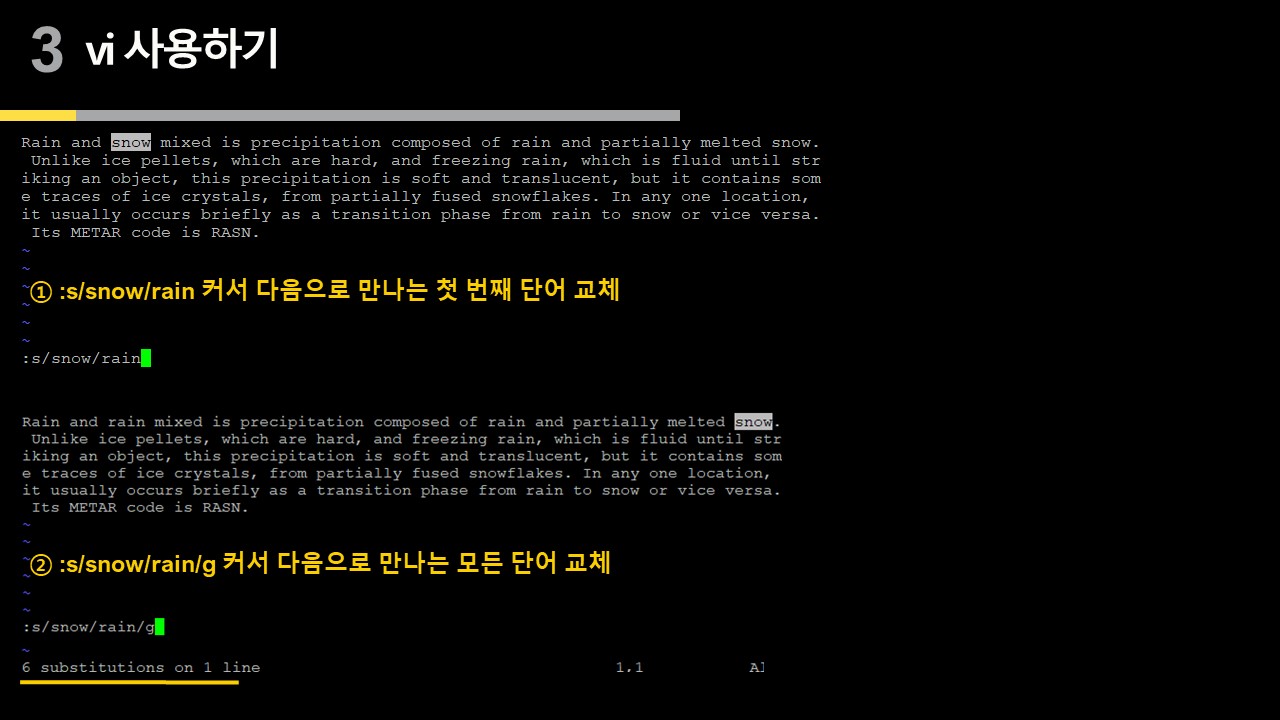 3 vi 사용하기
Rain and snow mixed is precipitation composed of rain and partially melted snow.
Unlike ice pellets, which are hard, and freezing rain, which is fluid until str
iking an object, this precipitation is soft and translucent, but it contains som
e traces of ice crystals, from partially fused snowflakes. In any one location,
it usually occurs briefly as a transition phase from rain to snow or vice versa.
Its METAR code is RASN.
~
~
~
① :s/snow/rain 커서 다음으로 만나는 첫 번째 단어 교체
~
~
~
:s/snow/rain
Rain and rain mixed is precipitation composed of rain and partially melted snow.
Unlike ice pellets, which are hard, and freezing rain, which is fluid until str
iking an object, this precipitation is soft and translucent, but it contains som
e traces of ice crystals, from partially fused snowflakes. In any one location,
it usually occurs briefly as a transition phase from rain to snow or vice versa.
Its METAR code is RASN.
~
~
~
② :s/snow/rain/g 커서 다음으로 만나는 모든 단어 교체
~
~
~
:s/snow/rain/g
~
6 substitutions on 1 line 1.1